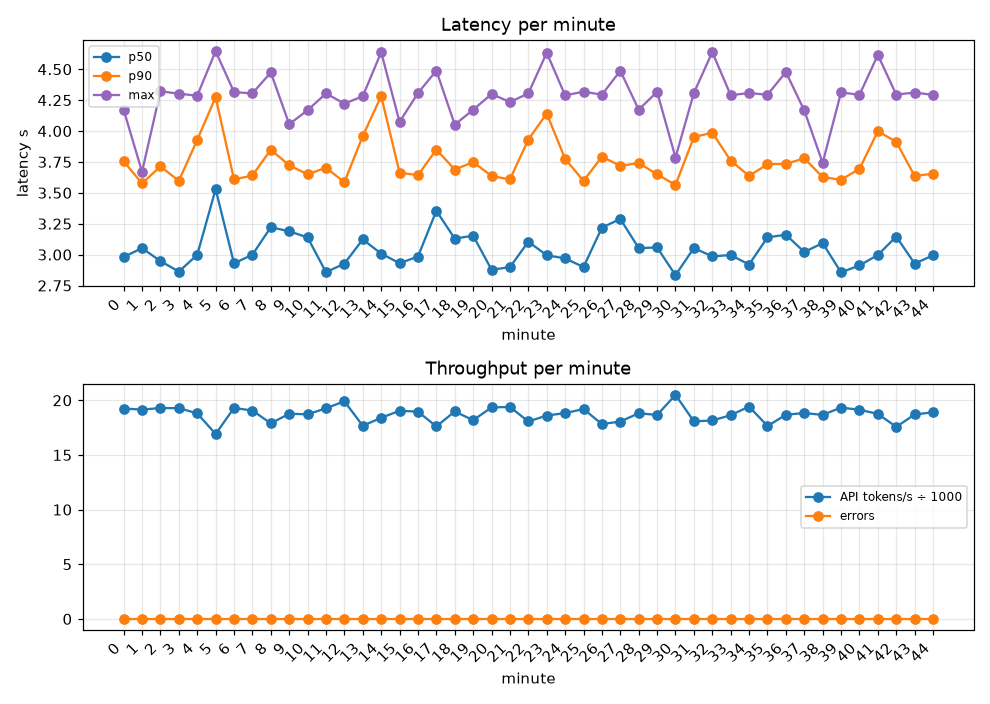 Latency per minute
p50
p90
max
4.50
4.25
4.00
3.75
3.50
3.25
3.00
2.75
latency s
0 1 2 3 4 5 6 7 8 9 10 11 12 13 14 15 16 17 18 19 20 21 22 23 24 25 26 27 28 29 30 31 32 33 34 35 36 37 38 39 40 41 42 43 44
minute
Throughput per minute
20
15
10
5
0
API tokens/s ÷ 1000
errors
0 1 2 3 4 5 6 7 8 9 10 11 12 13 14 15 16 17 18 19 20 21 22 23 24 25 26 27 28 29 30 31 32 33 34 35 36 37 38 39 40 41 42 43 44
minute